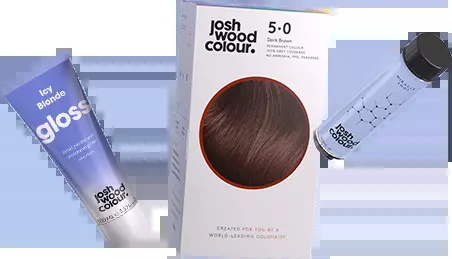 Icy
Blonde
gloss
josh
wood
colour.
josh
wood
colour.
5·0
Dark Brown
PERMANENT COLOUR
100% GREY COVERAGE
NO AMMONIA, PPD, PARABENS
CREATED FOR YOU BY A
WORLD-LEADING COLOURIST
josh
wood
colour.